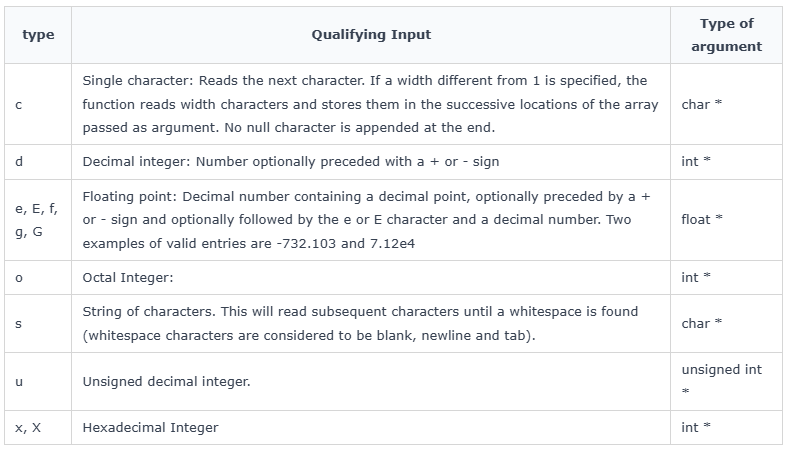 type Qualifying Input Type of
argument
c Single character: Reads the next character. If a width different from 1 is specified, the
function reads width characters and stores them in the successive locations of the array
passed as argument. No null character is appended at the end. char *
d Decimal integer: Number optionally preceded with a + or - sign int *
e, E, f,
g, G Floating point: Decimal number containing a decimal point, optionally preceded by a +
or - sign and optionally followed by the e or E character and a decimal number. Two
examples of valid entries are -732.103 and 7.12e4 float *
o Octal Integer: int *
s String of characters. This will read subsequent characters until a whitespace is found
(whitespace characters are considered to be blank, newline and tab). char *
u Unsigned decimal integer. unsigned int
*
x, X Hexadecimal Integer int *